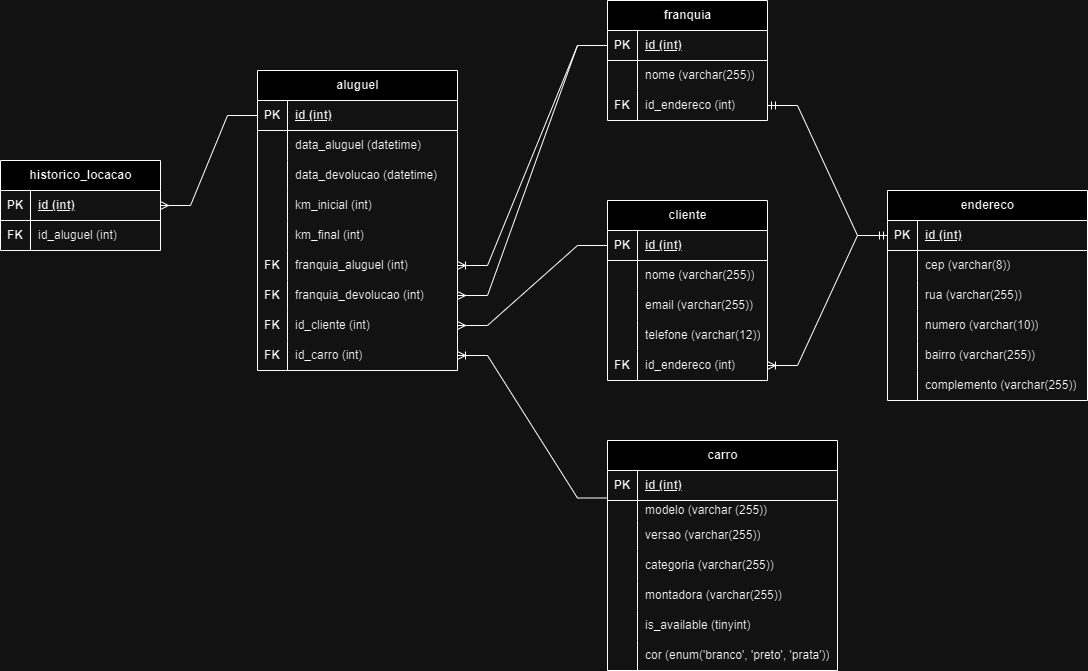 historico_locacao
PK id (int)
FK id_aluguel (int)
aluguel
PK id (int)
data_aluguel (datetime)
data_devolucao (datetime)
km_inicial (int)
km_final (int)
FK franquia_aluguel (int)
FK franquia_devolucao (int)
FK id_cliente (int)
FK id_carro (int)
franquia
PK id (int)
nome (varchar(255))
FK id_endereco (int)
cliente
PK id (int)
nome (varchar(255))
email (varchar(255))
telefone (varchar(12))
FK id_endereco (int)
carro
PK id (int)
modelo (varchar (255))
versao (varchar(255))
categoria (varchar(255))
montadora (varchar(255))
is_available (tinyint)
cor (enum('branco', 'preto', 'prata'))
endereco
PK id (int)
cep (varchar(8))
rua (varchar(255))
numero (varchar(10))
bairro (varchar(255))
complemento (varchar(255))